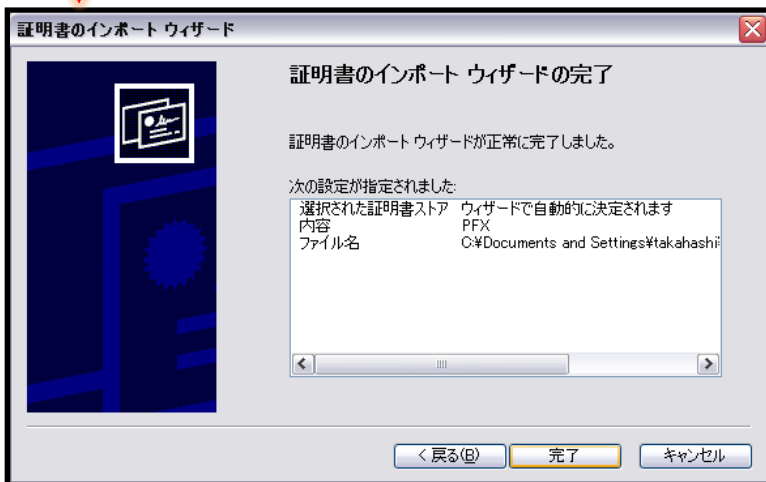 証明書のインポート ウィザード
証明書のインポート ウィザードの完了
証明書のインポート ウィザードが正常に完了しました。
次の設定が指定されました:
選択された証明書ストア ウィザードで自動的に決定されます
内容 PFX
ファイル名 C:¥Documents and Settings¥takahashi
< 戻る(B) 完了 キャンセル